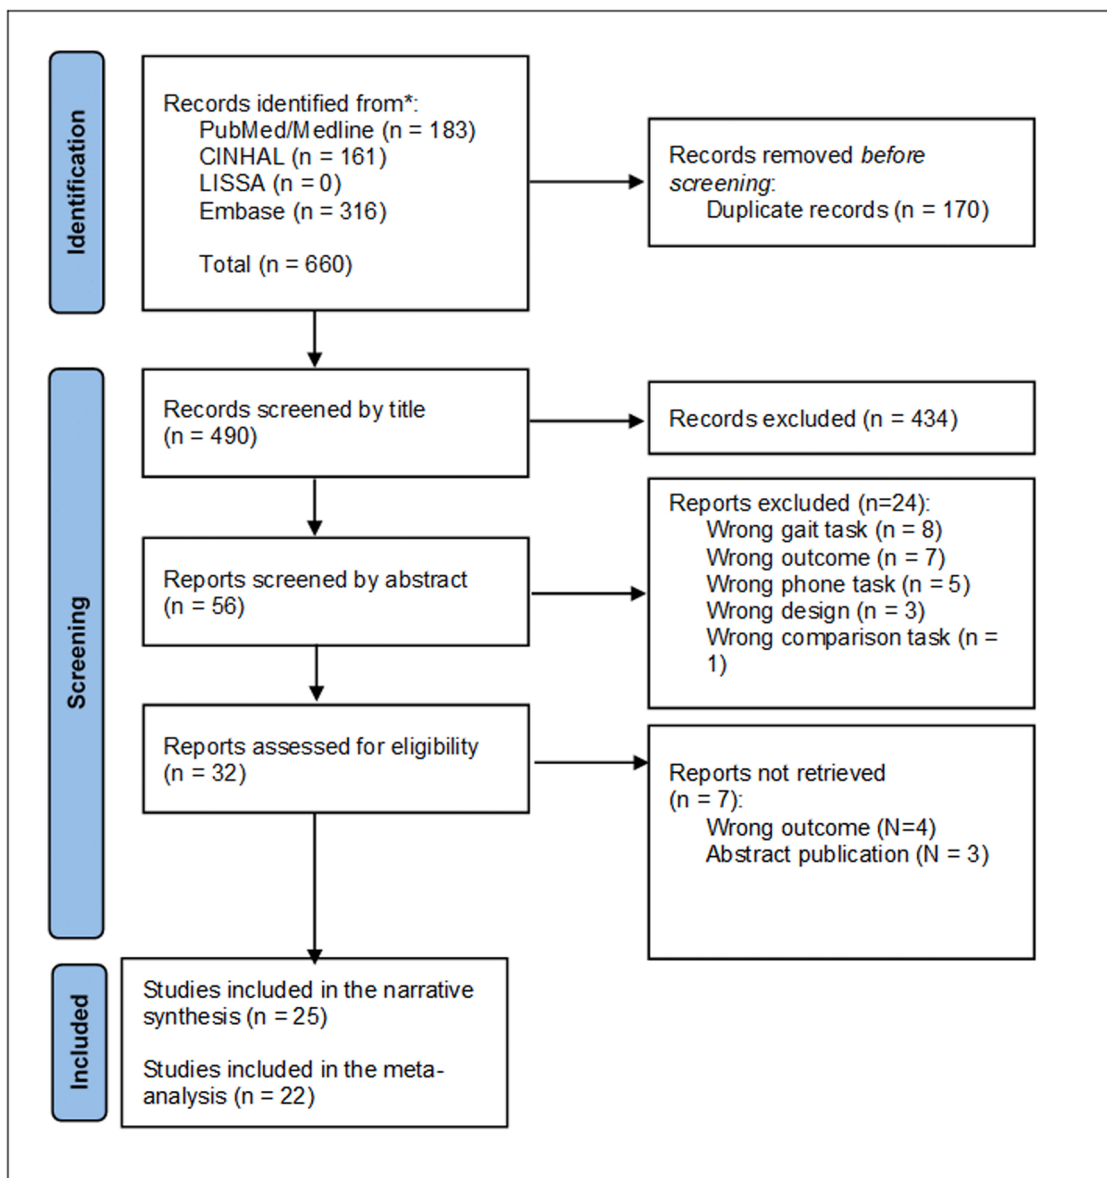 Identification
Records identified from*:
PubMed/Medline (n = 183)
CINHAL (n = 161)
LISSA (n = 0)
Embase (n = 316)
Total (n = 660)
Records removed before
screening:
Duplicate records (n = 170)
Screening
Records screened by title
(n = 490)
Records excluded (n = 434)
Reports screened by abstract
(n = 56)
Reports excluded (n=24):
Wrong gait task (n = 8)
Wrong outcome (n = 7)
Wrong phone task (n = 5)
Wrong design (n = 3)
Wrong comparison task (n =
1)
Reports assessed for eligibility
(n = 32)
Reports not retrieved
(n = 7):
Wrong outcome (N=4)
Abstract publication (N = 3)
Included
Studies included in the narrative
synthesis (n = 25)
Studies included in the meta-
analysis (n = 22)